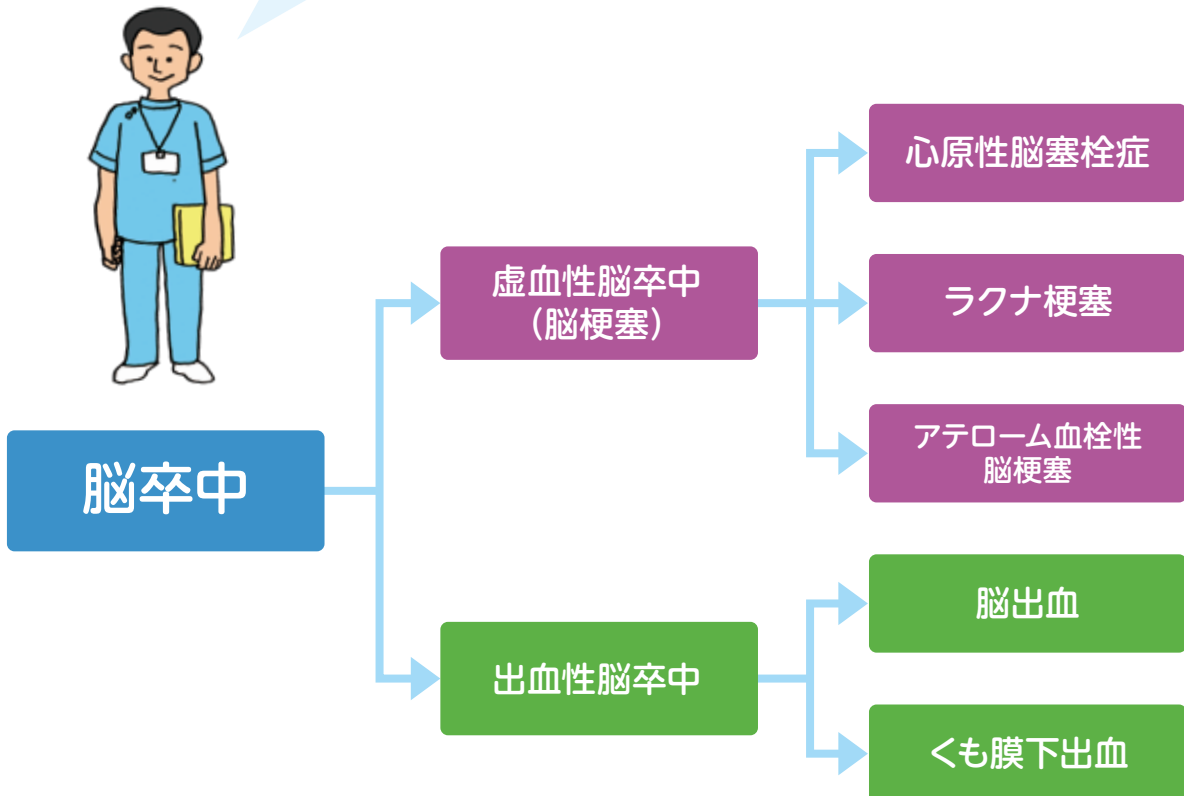 脳卒中
虚血性脳卒中
(脳梗塞)
心原性脳塞栓症
ラクナ梗塞
アテローム血栓性
脳梗塞
出血性脳卒中
脳出血
くも膜下出血